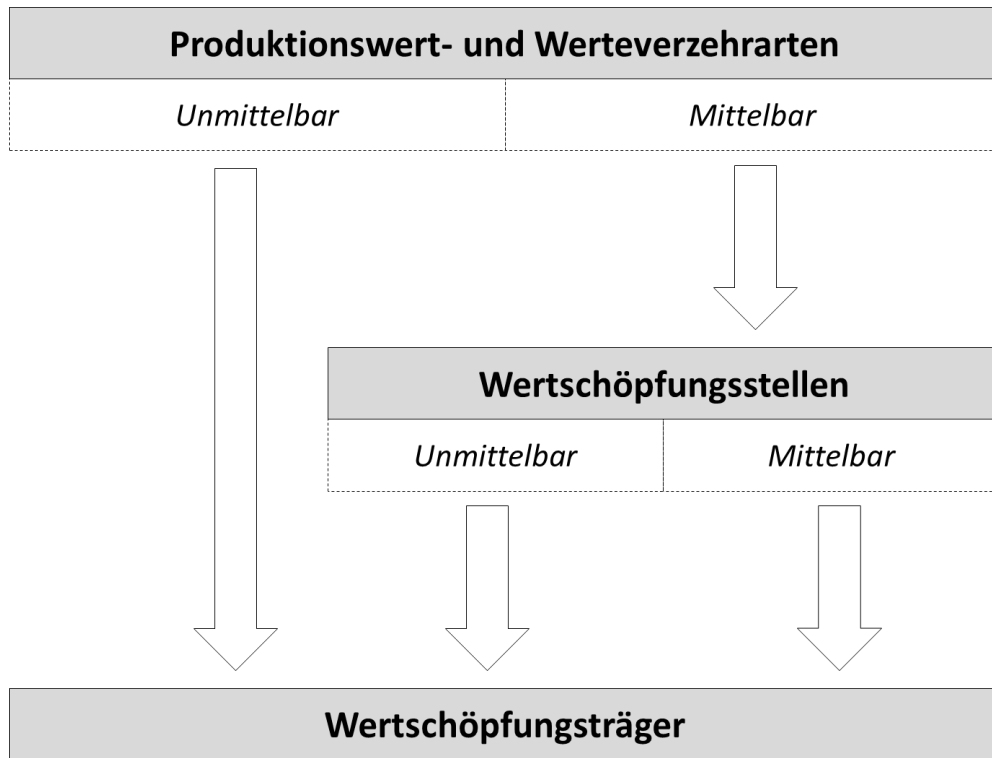 Produktionswert- und Werteverzehrarten
Unmittelbar
Mittelbar
Wertschöpfungsstellen
Unmittelbar
Mittelbar
Wertschöpfungsträger